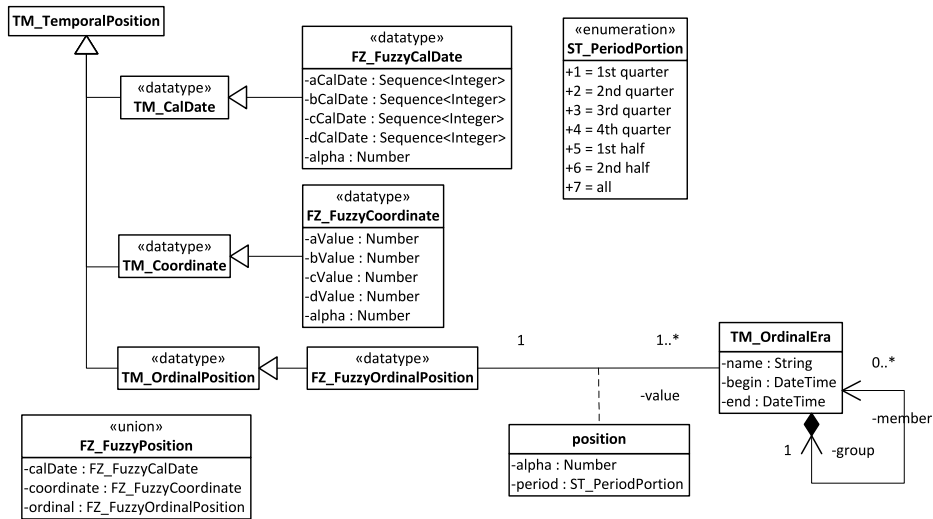 TM_TemporalPosition
«datatype»
TM_CalDate
«datatype»
FZ_FuzzyCalDate
-aCalDate : Sequence<Integer>
-bCalDate : Sequence<Integer>
-cCalDate : Sequence<Integer>
-dCalDate : Sequence<Integer>
-alpha : Number
«enumeration»
ST_PeriodPortion
+1 = 1st quarter
+2 = 2nd quarter
+3 = 3rd quarter
+4 = 4th quarter
+5 = 1st half
+6 = 2nd half
+7 = all
«datatype»
TM_Coordinate
«datatype»
FZ_FuzzyCoordinate
-aValue : Number
-bValue : Number
-cValue : Number
-dValue : Number
-alpha : Number
«datatype»
TM_OrdinalPosition
«datatype»
FZ_FuzzyOrdinalPosition
1
1..*
-value
TM_OrdinalEra
-name : String
-begin : DateTime
-end : DateTime
0..*
-member
1
-group
«union»
FZ_FuzzyPosition
-calDate : FZ_FuzzyCalDate
-coordinate : FZ_FuzzyCoordinate
-ordinal : FZ_FuzzyOrdinalPosition
position
-alpha : Number
-period : ST_PeriodPortion